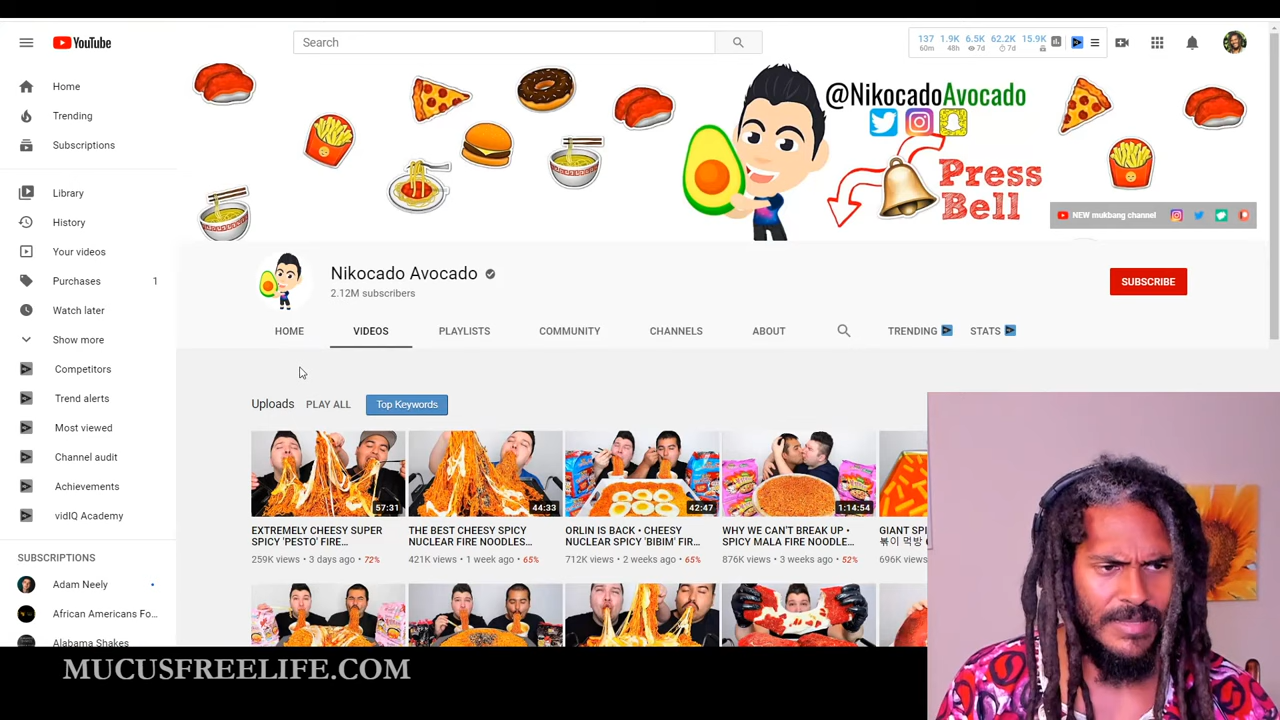 YouTube
Search
137 1.9K 6.5K 62.2K 15.9K
60m 48h 7d 7d
Home
Trending
Subscriptions
Library
History
Your videos
Purchases 1
Watch later
Show more
Competitors
Trend alerts
Most viewed
Channel audit
Achievements
vidIQ Academy
SUBSCRIPTIONS
Adam Neely
African Americans Fo...
Alabama Shakes
@NikocadoAvocado
Press
Bell
NEW mukbang channel
Nikocado Avocado
2.12M subscribers
SUBSCRIBE
HOME VIDEOS PLAYLISTS COMMUNITY CHANNELS ABOUT TRENDING STATS
Uploads PLAY ALL Top Keywords
57:31
EXTREMELY CHEESY SUPER
SPICY 'PESTO' FIRE...
259K views • 3 days ago • 72%
44:33
THE BEST CHEESY SPICY
NUCLEAR FIRE NOODLES...
421K views • 1 week ago • 65%
42:47
ORLIN IS BACK • CHEESY
NUCLEAR SPICY 'BIBIM' FIR...
712K views • 2 weeks ago • 65%
1:14:54
WHY WE CAN'T BREAK UP •
SPICY MALA FIRE NOODLE...
876K views • 3 weeks ago • 52%
GIANT SPI
볶이 먹방
696K views
MUCUSFREELIFE.COM